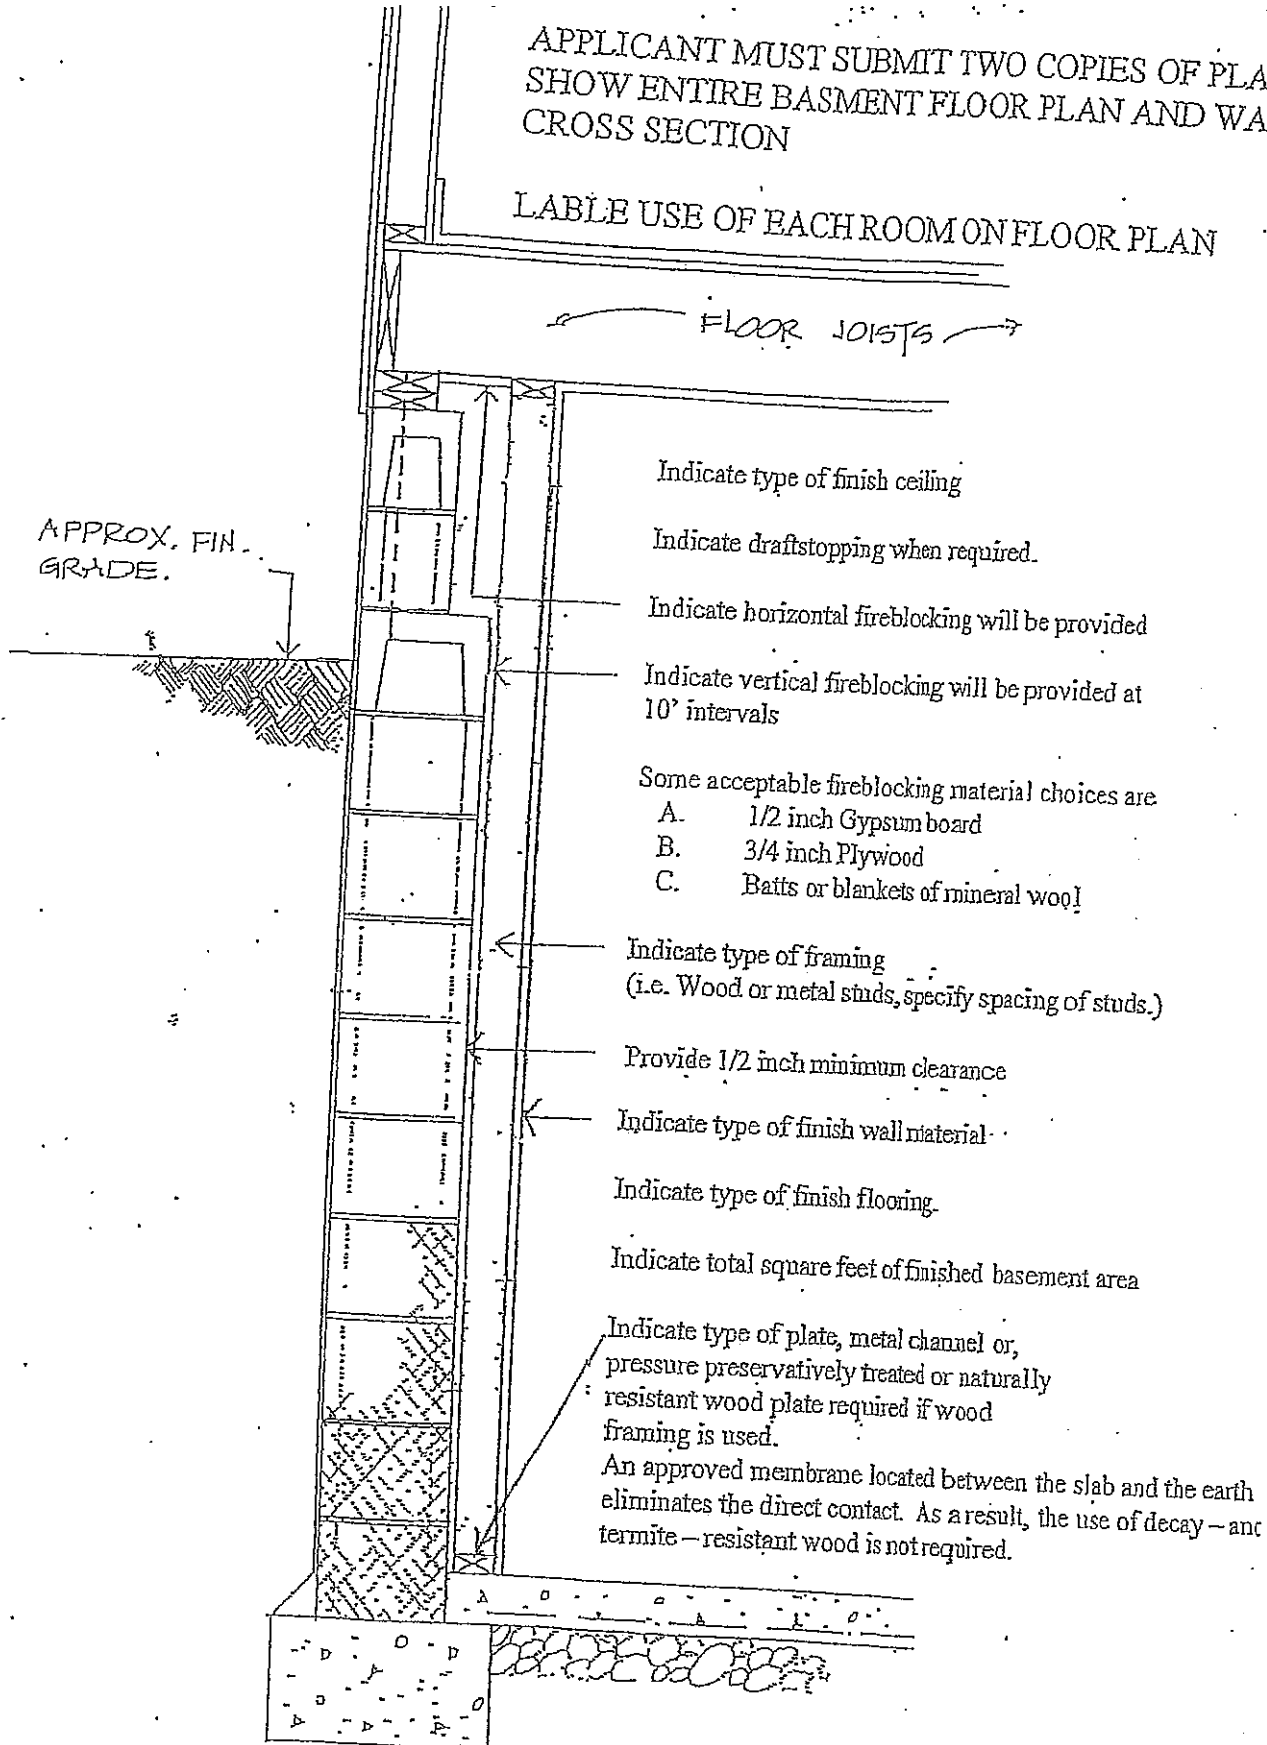 APPLICANT MUST SUBMIT TWO COPIES OF PLA
SHOW ENTIRE BASMENT FLOOR PLAN AND WA
CROSS SECTION
LABLE USE OF EACH ROOM ON FLOOR PLAN
FLOOR JOISTS
Indicate type of finish ceiling
APPROX. FIN.
GRADE.
Indicate draftstopping when required.
Indicate horizontal fireblocking will be provided
Indicate vertical fireblocking will be provided at
10' intervals
Some acceptable fireblocking material choices are
A. 1/2 inch Gypsum board
B. 3/4 inch Plywood
C. Batts or blankets of mineral wool
Indicate type of framing
(i.e. Wood or metal studs, specify spacing of studs.)
Provide 1/2 inch minimum clearance
Indicate type of finish wall material
Indicate type of finish flooring.
Indicate total square feet of finished basement area
Indicate type of plate, metal channel or,
pressure preservatively treated or naturally
resistant wood plate required if wood
framing is used.
An approved membrane located between the slab and the earth
eliminates the direct contact. As a result, the use of decay – and
termite – resistant wood is not required.